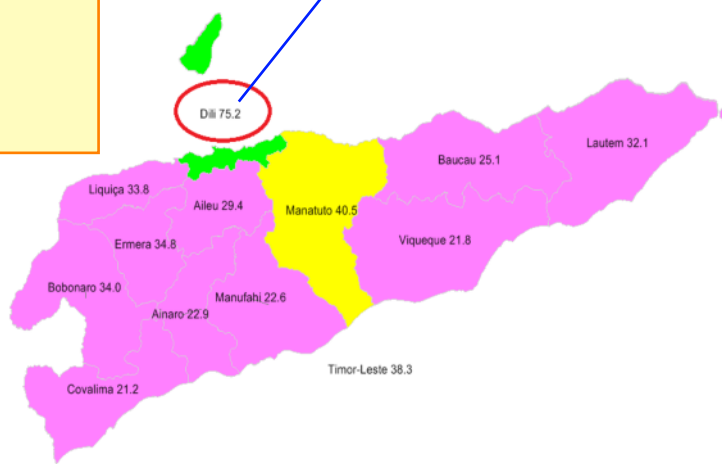 Dili 75.2
Lautem 32.1
Baucau 25.1
Liquiça 33.8
Aileu 29.4
Manatuto 40.5
Ermera 34.8
Viqueque 21.8
Bobonaro 34.0
Manufahi 22.6
Ainaro 22.9
Timor-Leste 38.3
Covalima 21.2